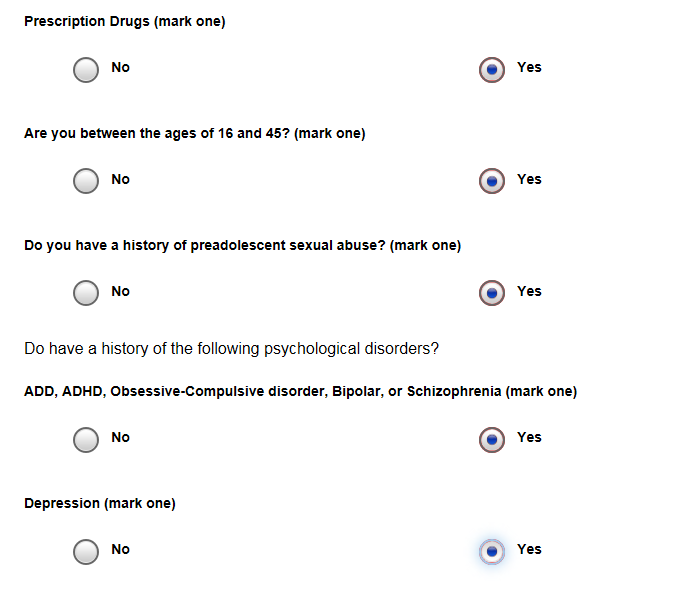 Prescription Drugs (mark one)
No Yes
Are you between the ages of 16 and 45? (mark one)
No Yes
Do you have a history of preadolescent sexual abuse? (mark one)
No Yes
Do have a history of the following psychological disorders?
ADD, ADHD, Obsessive-Compulsive disorder, Bipolar, or Schizophrenia (mark one)
No Yes
Depression (mark one)
No Yes